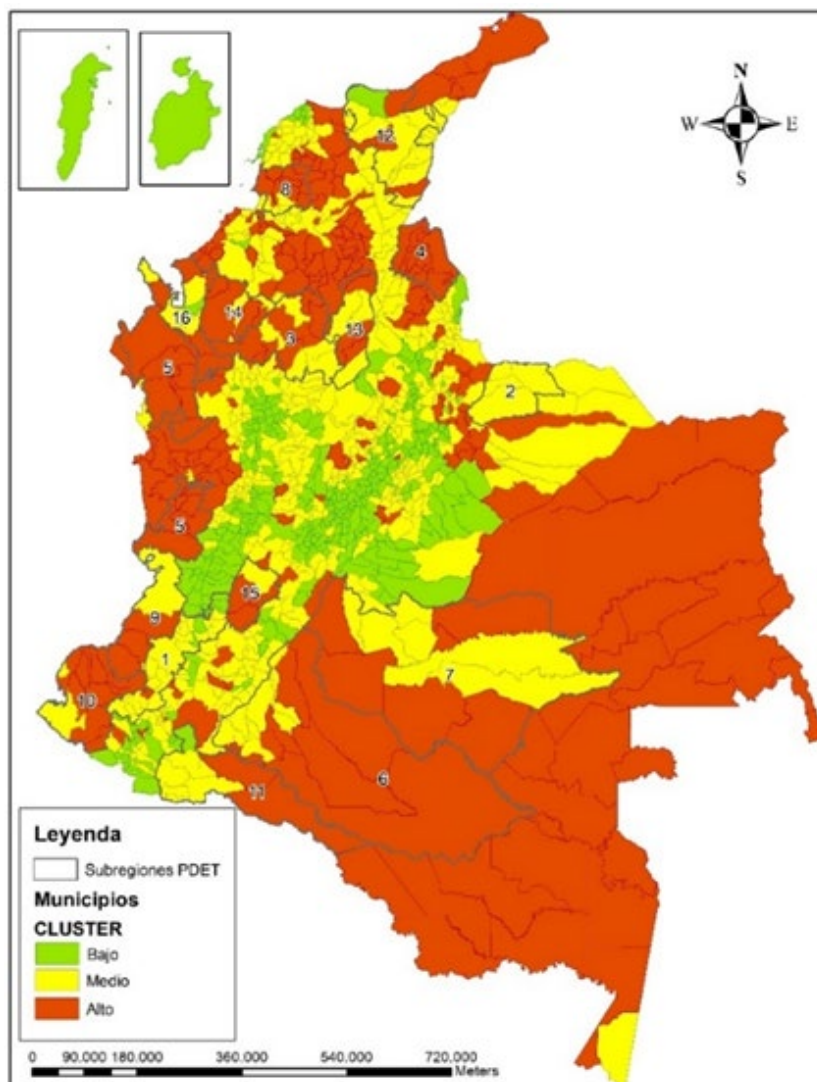 N
W E
S
12
8
4
16
14
3
13
5
2
5
15
9
1
7
10
6
11
Leyenda
Subregiones PDET
Municipios
CLUSTER
Bajo
Medio
Alto
0 90.000 180.000 360.000 540.000 720.000
Meters